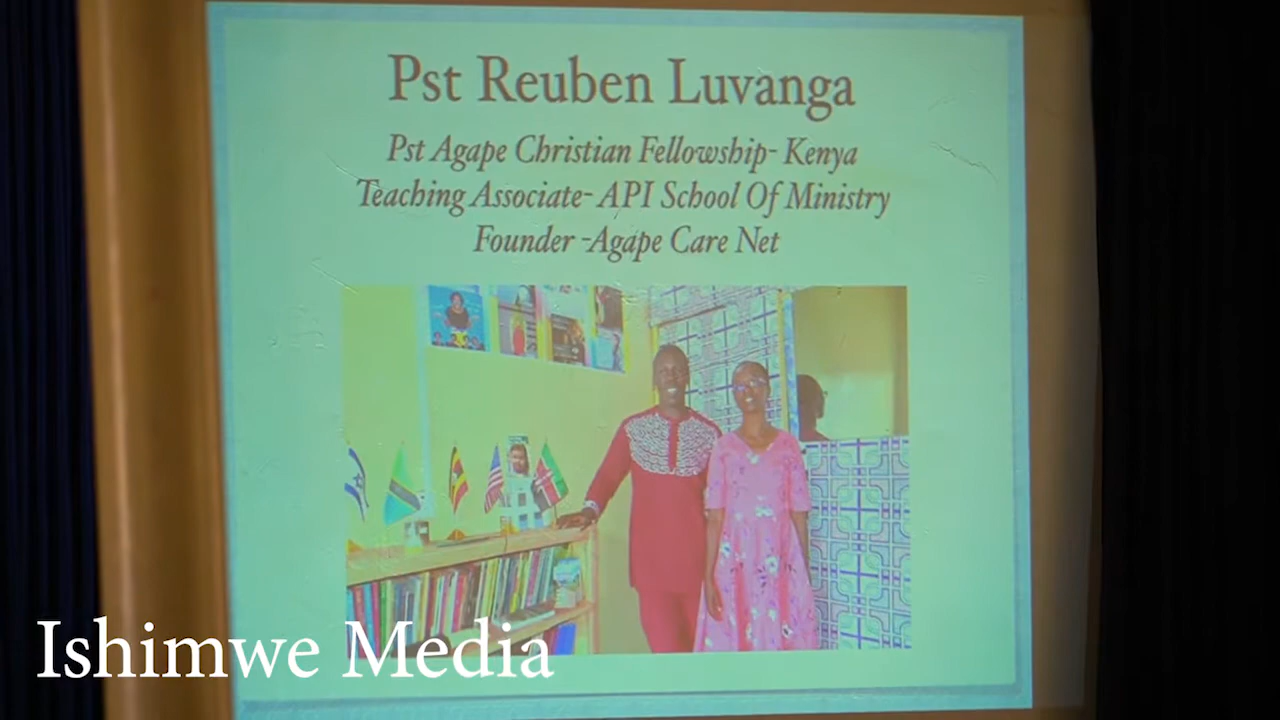 Pst Reuben Luvanga
Pst Agape Christian Fellowship- Kenya
Teaching Associate- API School Of Ministry
Founder -Agape Care Net
Ishimwe Media